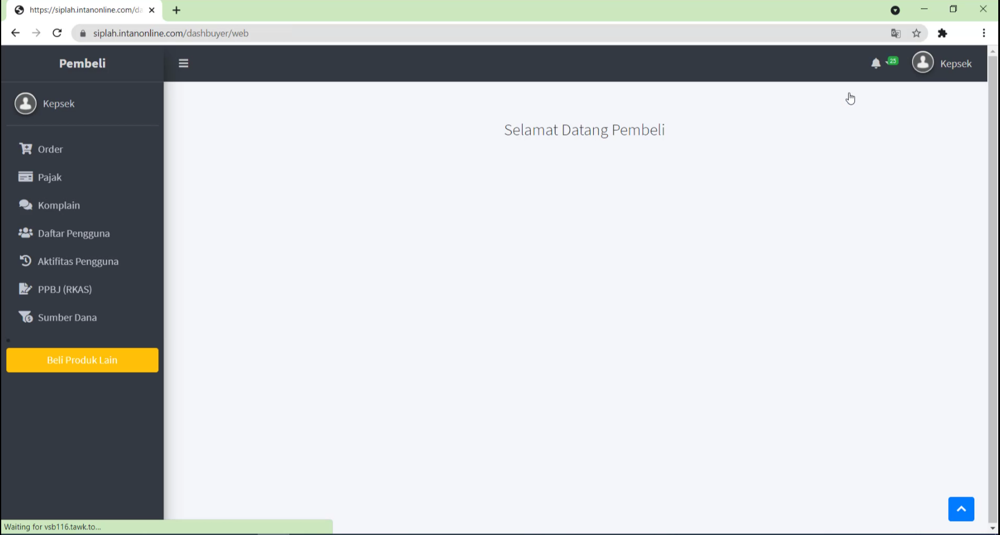 https://siplah.intanonline.com/da
siplah.intanonline.com/dashbuyer/web
Pembeli
25
Kepsek
Kepsek
Selamat Datang Pembeli
Order
Pajak
Komplain
Daftar Pengguna
Aktifitas Pengguna
PPBJ (RKAS)
Sumber Dana
Beli Produk Lain
Waiting for vsb116.tawk.to...